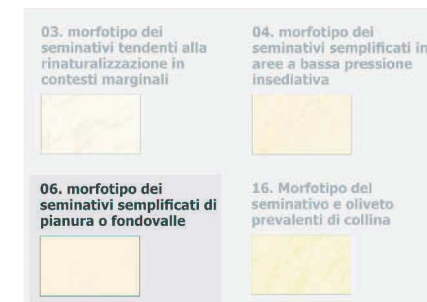 03. morfotipo dei
seminativi tendenti alla
rinaturalizzazione in
contesti marginali
04. morfotipo dei
seminativi semplificati in
aree a bassa pressione
insediativa
06. morfotipo dei
seminativi semplificati di
pianura o fondovalle
16. Morfotipo del
seminativo e oliveto
prevalenti di collina